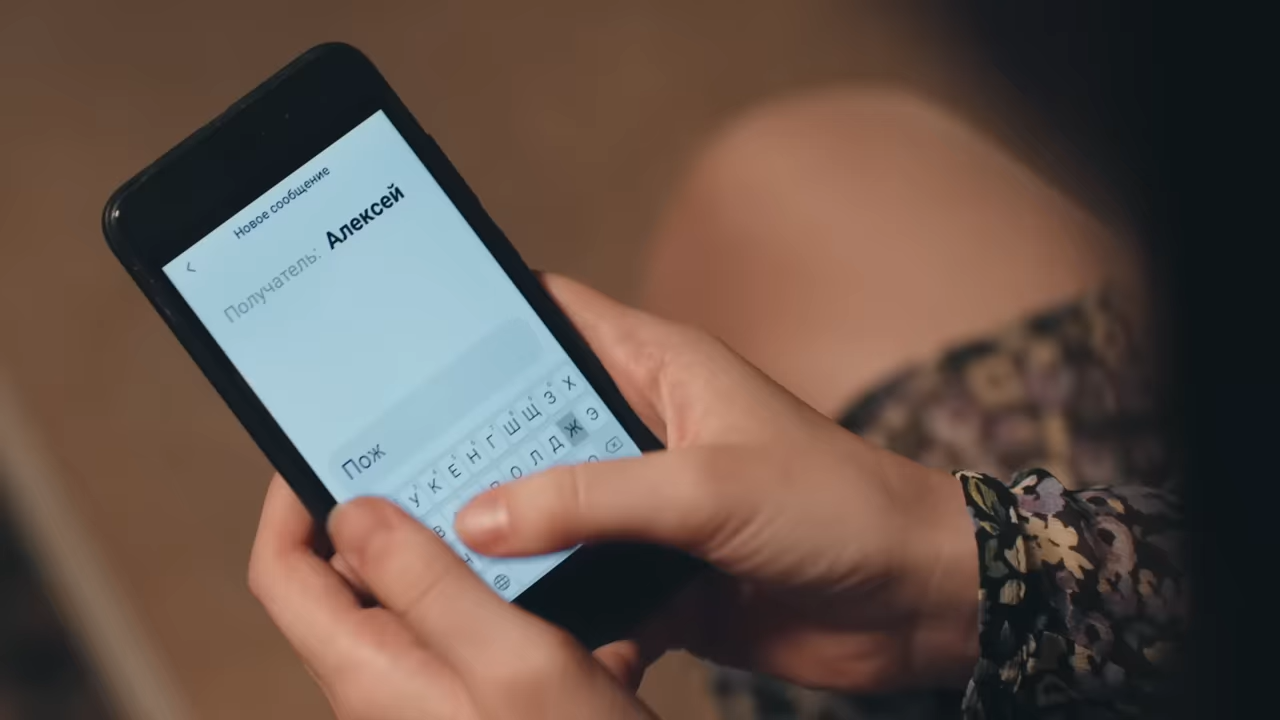 Новое сообщение
Получатель: Алексей
Пож
У К Е Н Г Ш Щ З Х
О Л Д Ж Э
В